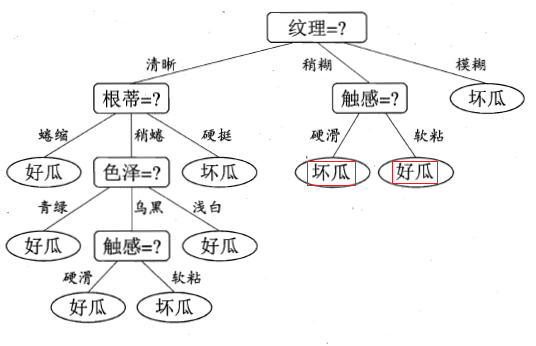 纹理=?
清晰 稍糊 模糊
根蒂=? 触感=? 坏瓜
蜷缩 稍蜷 硬挺 硬滑 软粘
好瓜 色泽=? 坏瓜 坏瓜 好瓜
青绿 乌黑 浅白
好瓜 触感=? 好瓜
硬滑 软粘
好瓜 坏瓜